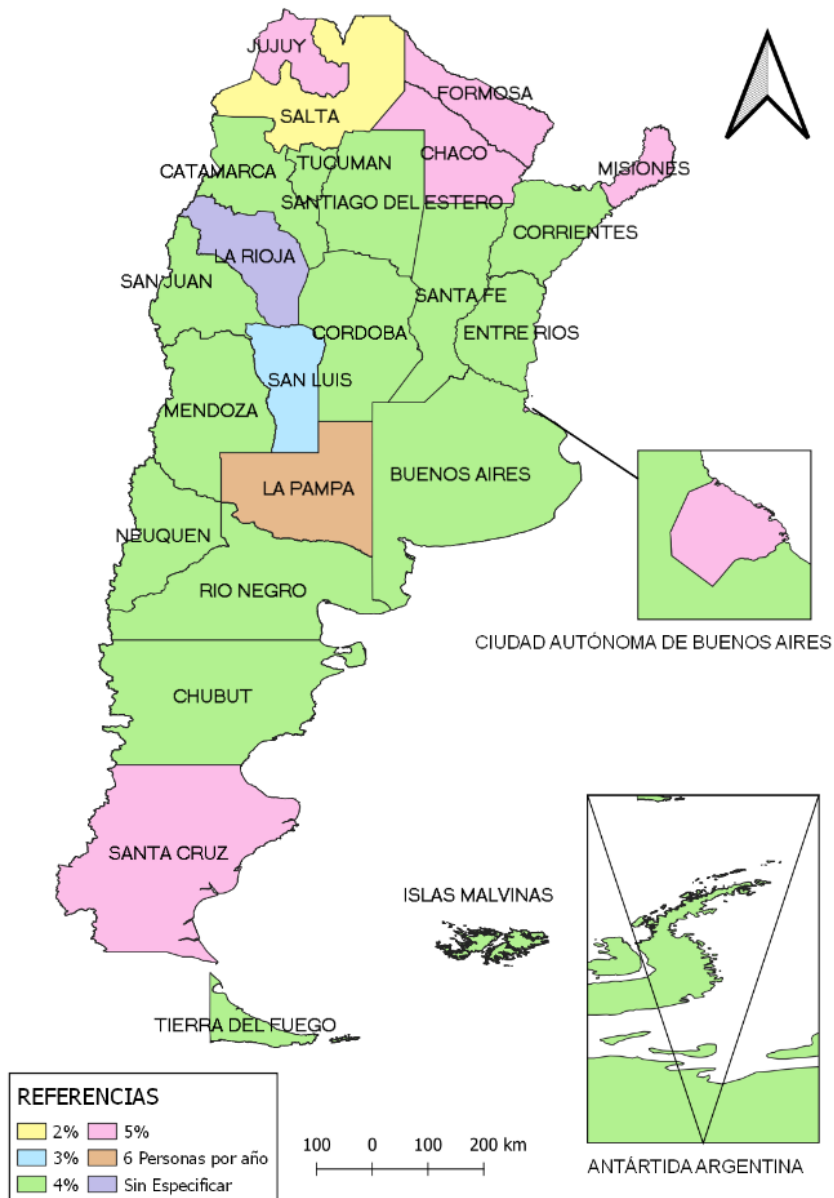 JUJUY
FORMOSA
SALTA
CHACO
TUCUMAN
CATAMARCA
MISIONES
SANTIAGO DEL ESTERO
CORRIENTES
LA RIOJA
SAN JUAN
SANTA FE
CORDOBA
ENTRE RIOS
SAN LUIS
MENDOZA
BUENOS AIRES
LA PAMPA
NEUQUEN
RIO NEGRO
CIUDAD AUTÓNOMA DE BUENOS AIRES
CHUBUT
SANTA CRUZ
ISLAS MALVINAS
TIERRA DEL FUEGO
REFERENCIAS
2% 5%
3% 6 Personas por año
4% Sin Especificar
100 0 100 200 km
ANTÁRTIDA ARGENTINA